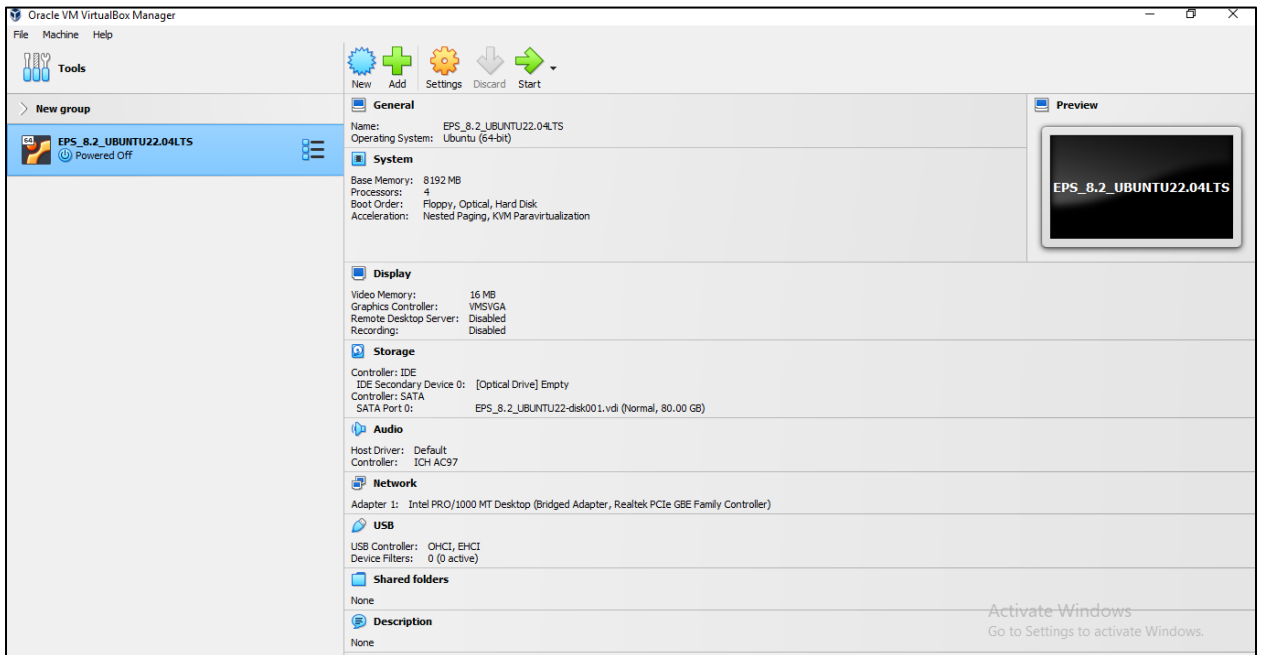 Oracle VM VirtualBox Manager
File Machine Help
Tools
New Add Settings Discard Start
New group
64
EPS_8.2_UBUNTU22.04LTS
Powered Off
General
Name: EPS_8.2_UBUNTU22.04LTS
Operating System: Ubuntu (64-bit)
System
Base Memory: 8192 MB
Processors: 4
Boot Order: Floppy, Optical, Hard Disk
Acceleration: Nested Paging, KVM Paravirtualization
Preview
EPS_8.2_UBUNTU22.04LTS
Display
Video Memory: 16 MB
Graphics Controller: VMSVGA
Remote Desktop Server: Disabled
Recording: Disabled
Storage
Controller: IDE
IDE Secondary Device 0: [Optical Drive] Empty
Controller: SATA
SATA Port 0: EPS_8.2_UBUNTU22-disk001.vdi (Normal, 80.00 GB)
Audio
Host Driver: Default
Controller: ICH AC97
Network
Adapter 1: Intel PRO/1000 MT Desktop (Bridged Adapter, Realtek PCIe GBE Family Controller)
USB
USB Controller: OHCI, EHCI
Device Filters: 0 (0 active)
Shared folders
None
Description
None
Activate Windows
Go to Settings to activate Windows.